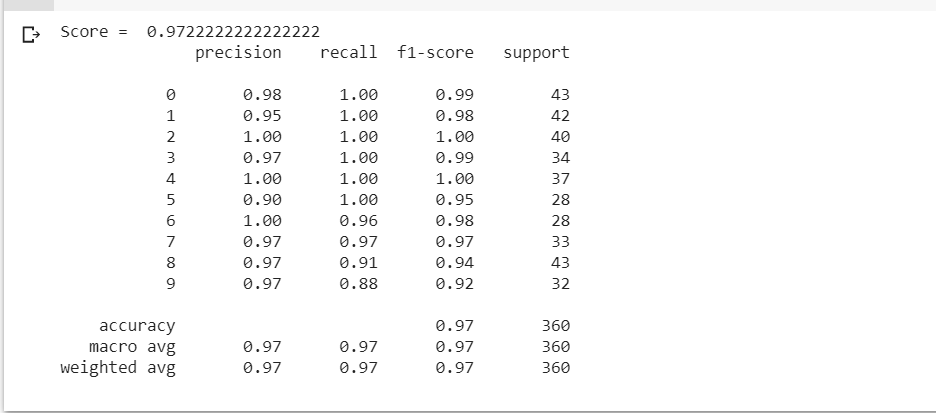 Score =  0.9722222222222222
precision recall f1-score support
0 0.98 1.00 0.99 43
1 0.95 1.00 0.98 42
2 1.00 1.00 1.00 40
3 0.97 1.00 0.99 34
4 1.00 1.00 1.00 37
5 0.90 1.00 0.95 28
6 1.00 0.96 0.98 28
7 0.97 0.97 0.97 33
8 0.97 0.91 0.94 43
9 0.97 0.88 0.92 32
accuracy 0.97 360
macro avg 0.97 0.97 0.97 360
weighted avg 0.97 0.97 0.97 360